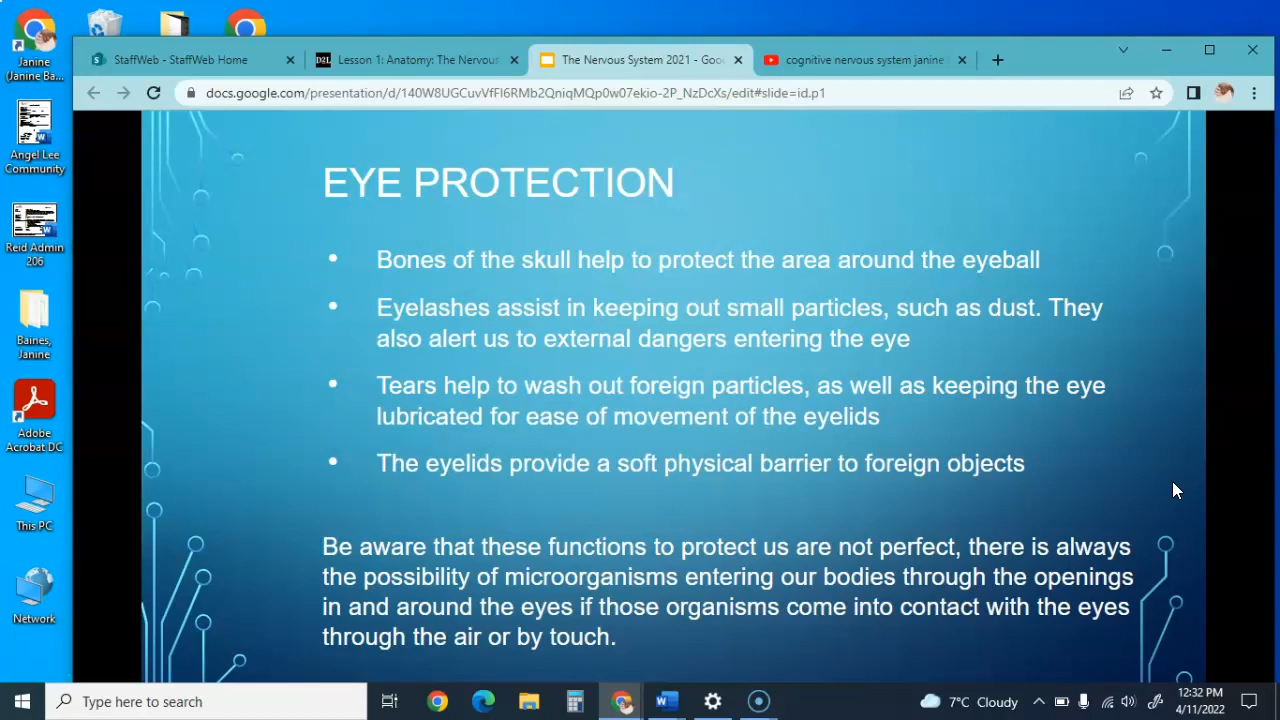 Janine
(Janine Ba...
Angel Lee
Community
Reid Admin
206
Baines,
Janine
Adobe
Acrobat DC
This PC
Network
StaffWeb - StaffWeb Home
D2L
Lesson 1: Anatomy: The Nervous
The Nervous System 2021 - Goo
cognitive nervous system janine
docs.google.com/presentation/d/140W8UGCuvVfFI6RMb2QniqMQp0w07ekio-2P_NzDcXs/edit#slide=id.p1
EYE PROTECTION
• Bones of the skull help to protect the area around the eyeball
• Eyelashes assist in keeping out small particles, such as dust. They
also alert us to external dangers entering the eye
• Tears help to wash out foreign particles, as well as keeping the eye
lubricated for ease of movement of the eyelids
• The eyelids provide a soft physical barrier to foreign objects
Be aware that these functions to protect us are not perfect, there is always
the possibility of microorganisms entering our bodies through the openings
in and around the eyes if those organisms come into contact with the eyes
through the air or by touch.
Type here to search
7°C Cloudy
12:32 PM
4/11/2022